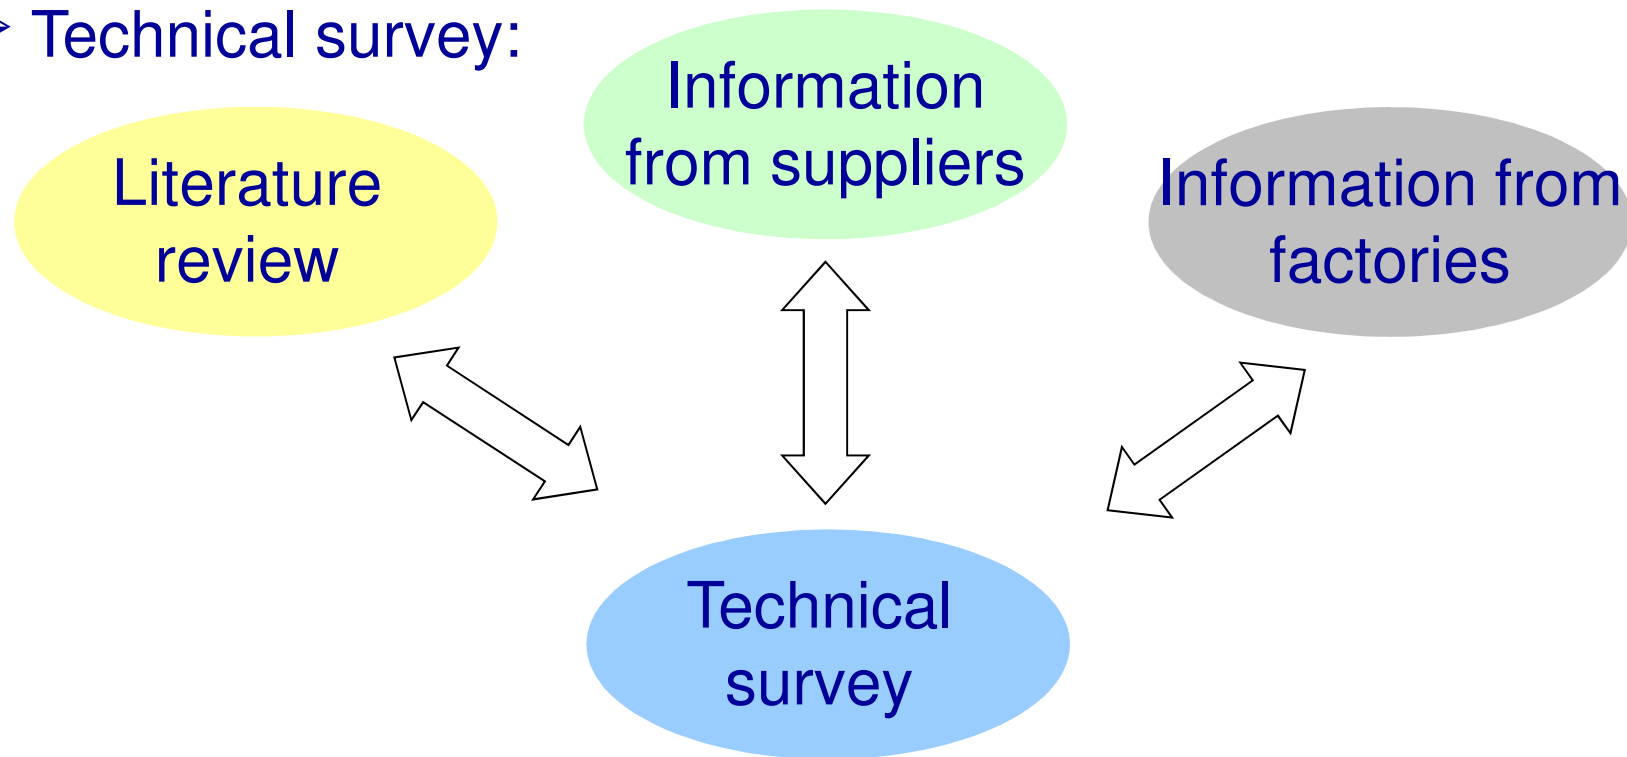 Technical survey:
Literature
review
Information
from suppliers
Information from
factories
Technical
survey